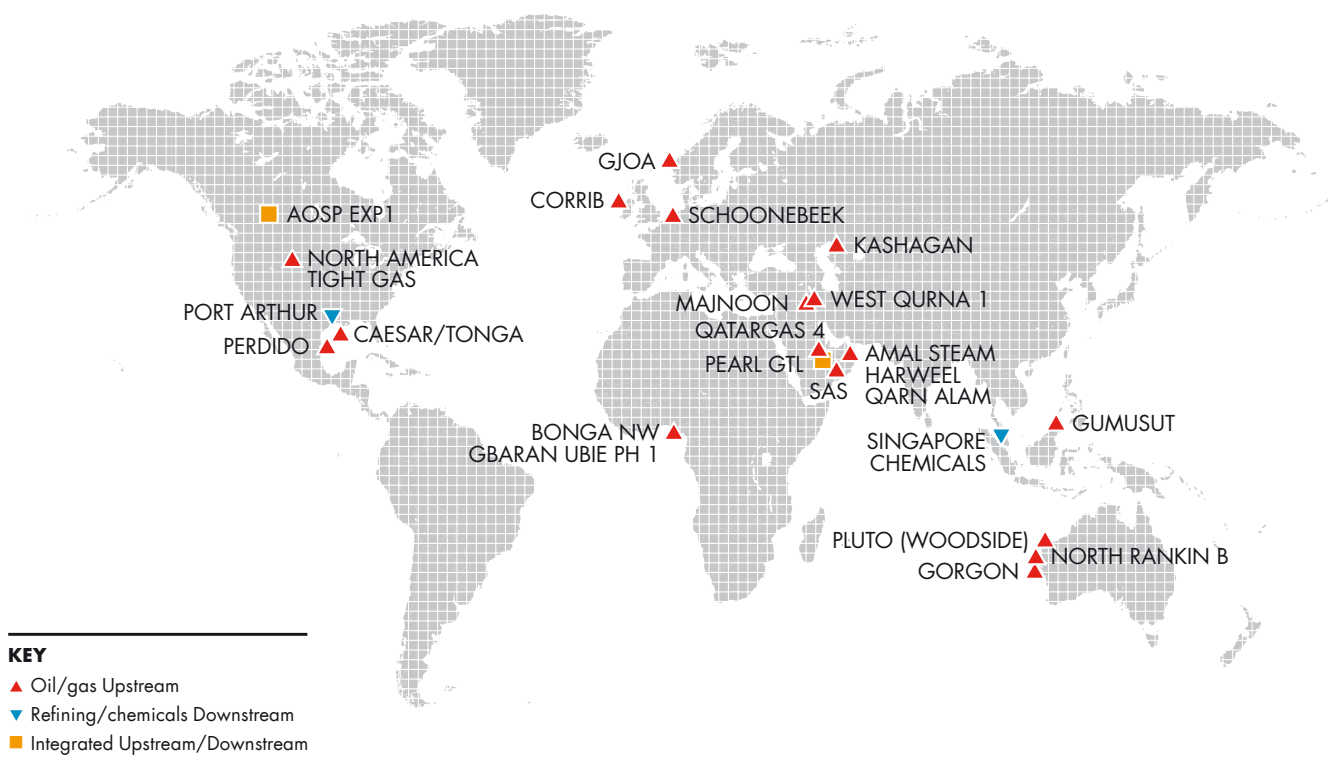 GJOA
CORRIB
AOSP EXP1
SCHOONEBEEK
KASHAGAN
NORTH AMERICA
TIGHT GAS
MAJNOON
WEST QURNA 1
PORT ARTHUR
CAESAR/TONGA
QATARGAS 4
PERDIDO
PEARL GTL
AMAL STEAM
HARWEEL
QARN ALAM
SAS
BONGA NW
GBARAN UBIE PH 1
GUMUSUT
SINGAPORE
CHEMICALS
PLUTO (WOODSIDE)
NORTH RANKIN B
GORGON
KEY
Oil/gas Upstream
Refining/chemicals Downstream
Integrated Upstream/Downstream